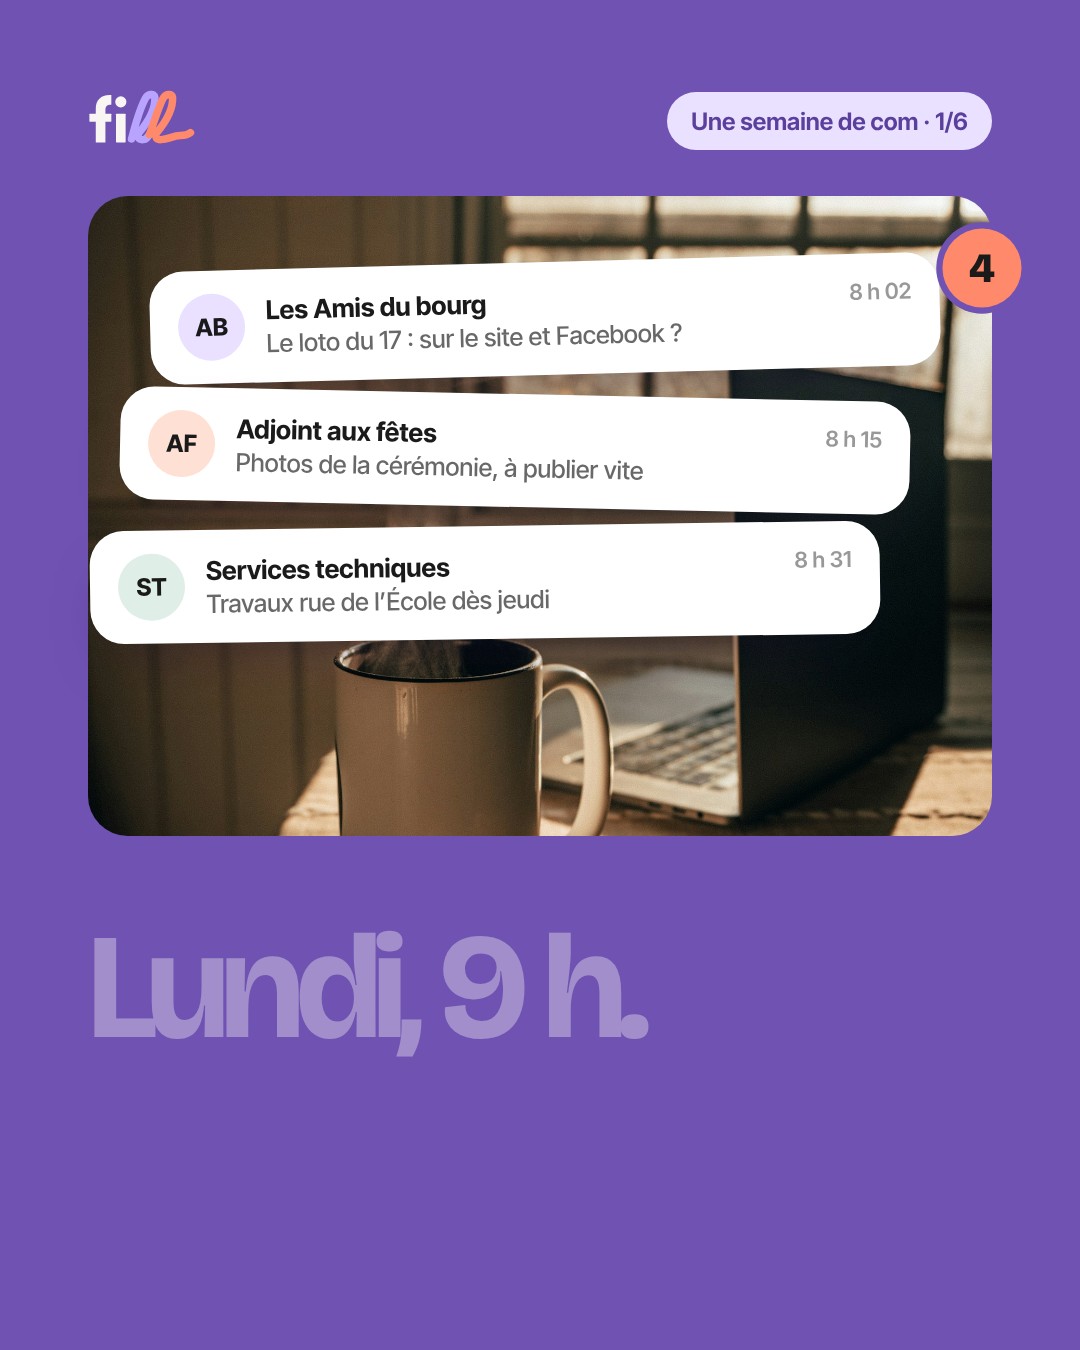 fill
Une semaine de com · 1/6
4
AB
Les Amis du bourg
8 h 02
Le loto du 17 : sur le site et Facebook ?
AF
Adjoint aux fêtes
8 h 15
Photos de la cérémonie, à publier vite
ST
Services techniques
8 h 31
Travaux rue de l’École dès jeudi
Lundi, 9 h.